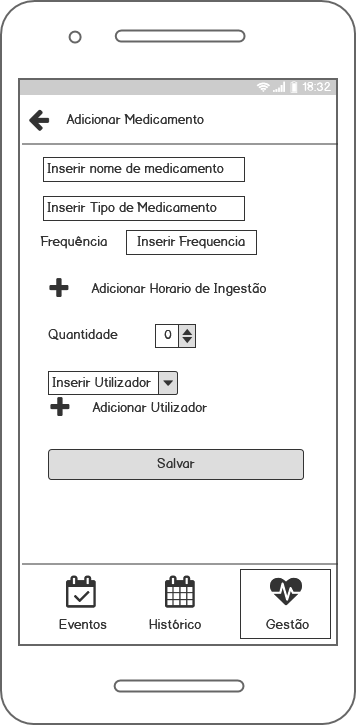 18:32
Adicionar Medicamento
Inserir nome de medicamento
Inserir Tipo de Medicamento
Frequência Inserir Frequencia
Adicionar Horario de Ingestão
Quantidade 0
Inserir Utilizador
Adicionar Utilizador
Salvar
Eventos Histórico Gestão